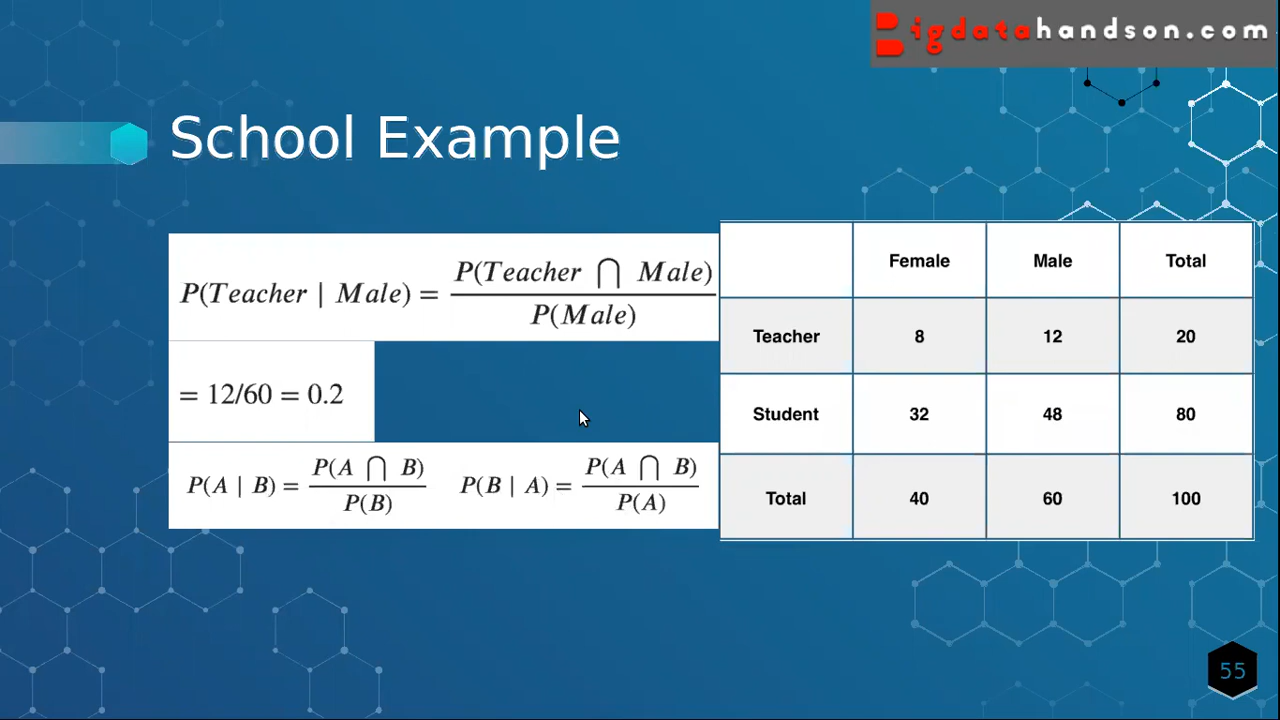 Bigdatahandson.com
School Example
P(Teacher | Male) = P(Teacher ⋂ Male) / P(Male)
= 12/60 = 0.2
P(A | B) = P(A ⋂ B) / P(B)    P(B | A) = P(A ⋂ B) / P(A)
Female Male Total
Teacher 8 12 20
Student 32 48 80
Total 40 60 100
55